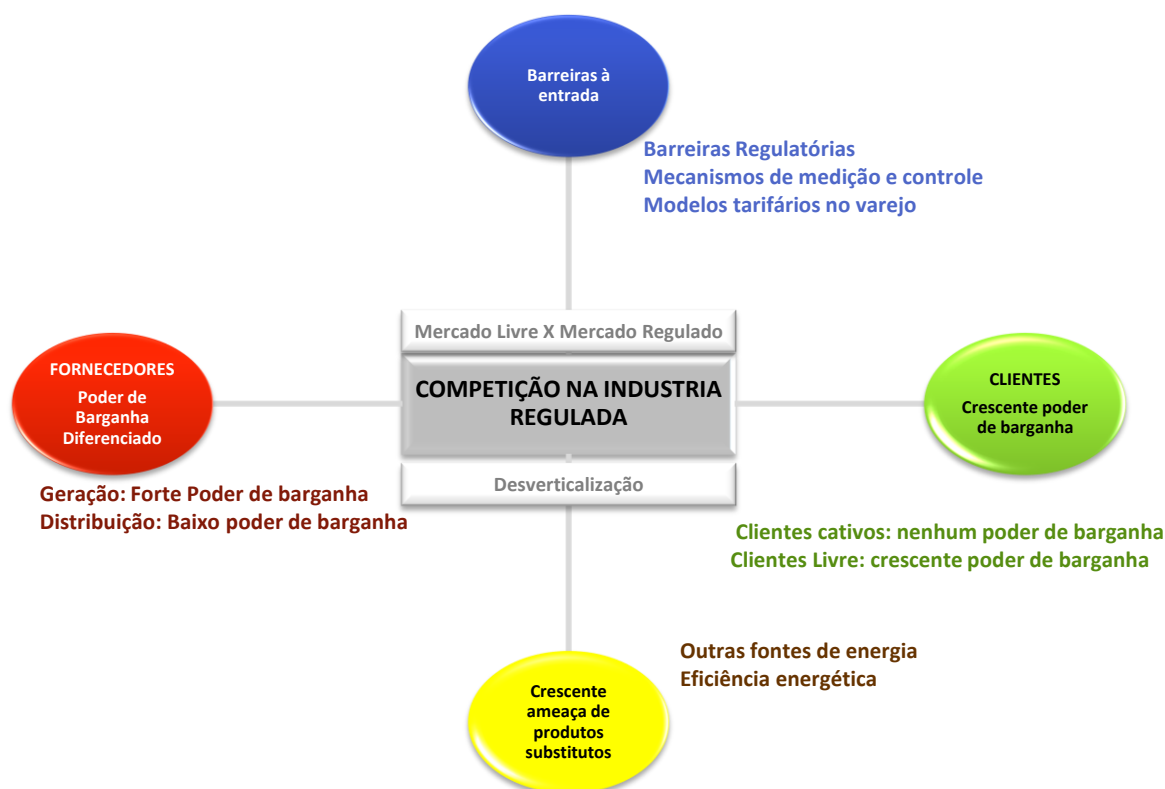 Barreiras à
entrada
Barreiras Regulatórias
Mecanismos de medição e controle
Modelos tarifários no varejo
Mercado Livre X Mercado Regulado
COMPETIÇÃO NA INDUSTRIA
REGULADA
Desverticalização
FORNECEDORES
Poder de
Barganha
Diferenciado
Geração: Forte Poder de barganha
Distribuição: Baixo poder de barganha
CLIENTES
Crescente poder
de barganha
Clientes cativos: nenhum poder de barganha
Clientes Livre: crescente poder de barganha
Outras fontes de energia
Eficiência energética
Crescente
ameaça de
produtos
substitutos